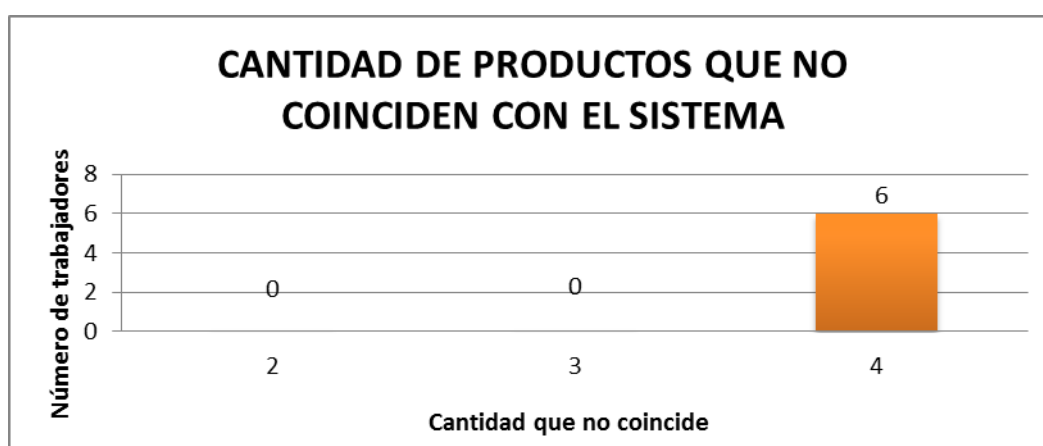 CANTIDAD DE PRODUCTOS QUE NO
COINCIDEN CON EL SISTEMA
Número de trabajadores
8
6
4
2
0
0
0
6
2
3
4
Cantidad que no coincide